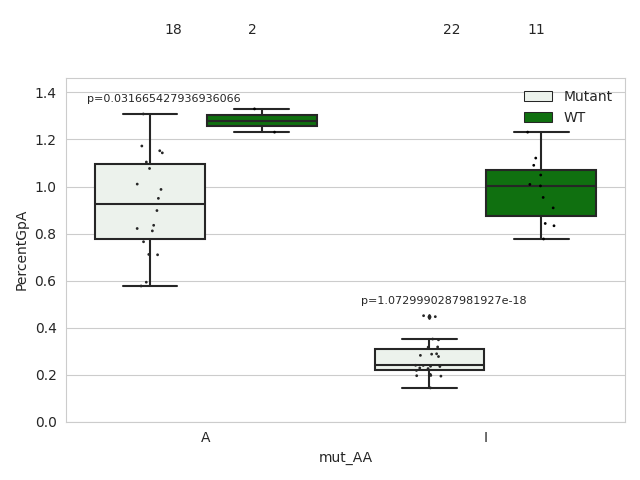 18 2 22 11
1.4
p=0.031665427936936066
Mutant
WT
1.2
1.0
0.8
0.6
p=1.0729990287981927e-18
0.4
0.2
0.0
PercentGpA
A I
mut_AA